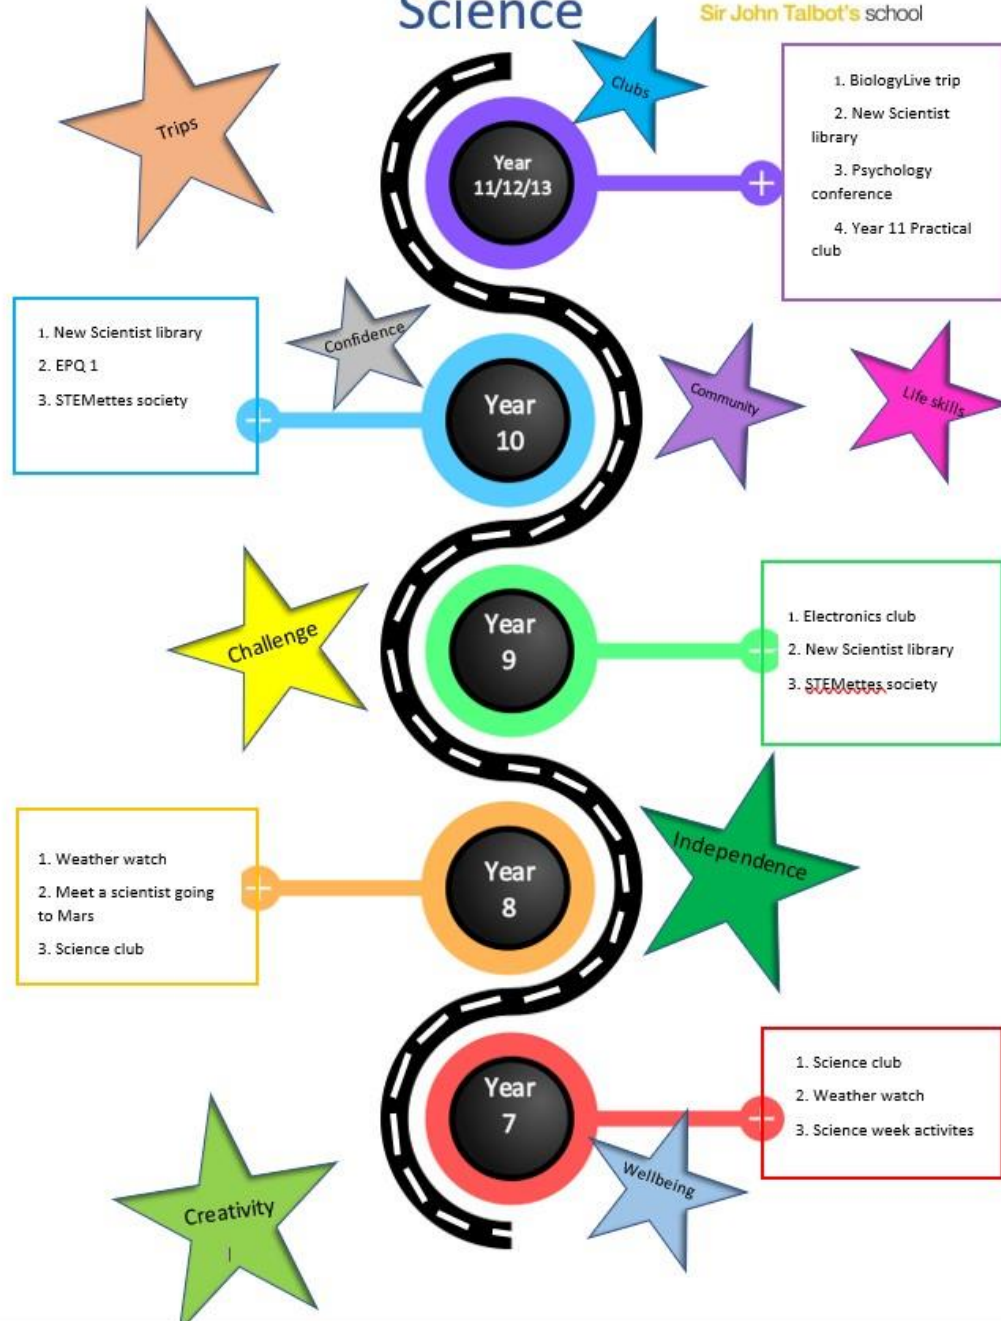 Science
Sir John Talbot's school
Trips
Clubs
Year
11/12/13
1. BiologyLive trip
2. New Scientist
library
3. Psychology
conference
4. Year 11 Practical
club
1. New Scientist library
2. EPQ 1
3. STEMettes society
Confidence
Year
10
Community
Life skills
Challenge
Year
9
1. Electronics club
2. New Scientist library
3. STEMettes society
1. Weather watch
2. Meet a scientist going
to Mars
3. Science club
Year
8
Independence
Year
7
1. Science club
2. Weather watch
3. Science week activites
Wellbeing
Creativity